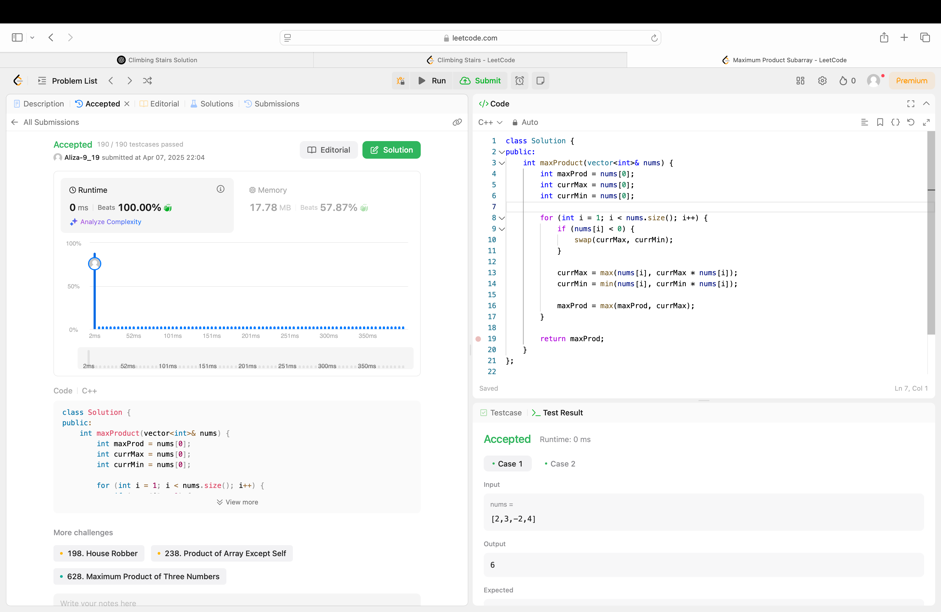 leetcode.com
Climbing Stairs Solution
Climbing Stairs - LeetCode
Maximum Product Subarray - LeetCode
Problem List
Run
Submit
0
Premium
Description
Accepted
Editorial
Solutions
Submissions
All Submissions
Accepted 190 / 190 testcases passed
Aliza-9_19 submitted at Apr 07, 2025 22:04
Editorial
Solution
Runtime
0 ms Beats 100.00%
Analyze Complexity
Memory
17.78 MB Beats 57.87%
100%
50%
0%
2ms 52ms 101ms 151ms 201ms 251ms 300ms 350ms
2ms 52ms 101ms 151ms 201ms 251ms 300ms 350ms
Code C++
class Solution {
public:
    int maxProduct(vector<int>& nums) {
        int maxProd = nums[0];
        int currMax = nums[0];
        int currMin = nums[0];
        for (int i = 1; i < nums.size(); i++) {
View more
More challenges
198. House Robber
238. Product of Array Except Self
628. Maximum Product of Three Numbers
Write your notes here
</> Code
C++
Auto
1 class Solution {
2 public:
3     int maxProduct(vector<int>& nums) {
4         int maxProd = nums[0];
5         int currMax = nums[0];
6         int currMin = nums[0];
7
8         for (int i = 1; i < nums.size(); i++) {
9             if (nums[i] < 0) {
10                 swap(currMax, currMin);
11             }
12
13             currMax = max(nums[i], currMax * nums[i]);
14             currMin = min(nums[i], currMin * nums[i]);
15
16             maxProd = max(maxProd, currMax);
17         }
18
19         return maxProd;
20     }
21 };
22
Saved
Ln 7, Col 1
Testcase
Test Result
Accepted Runtime: 0 ms
Case 1
Case 2
Input
nums =
[2,3,-2,4]
Output
6
Expected